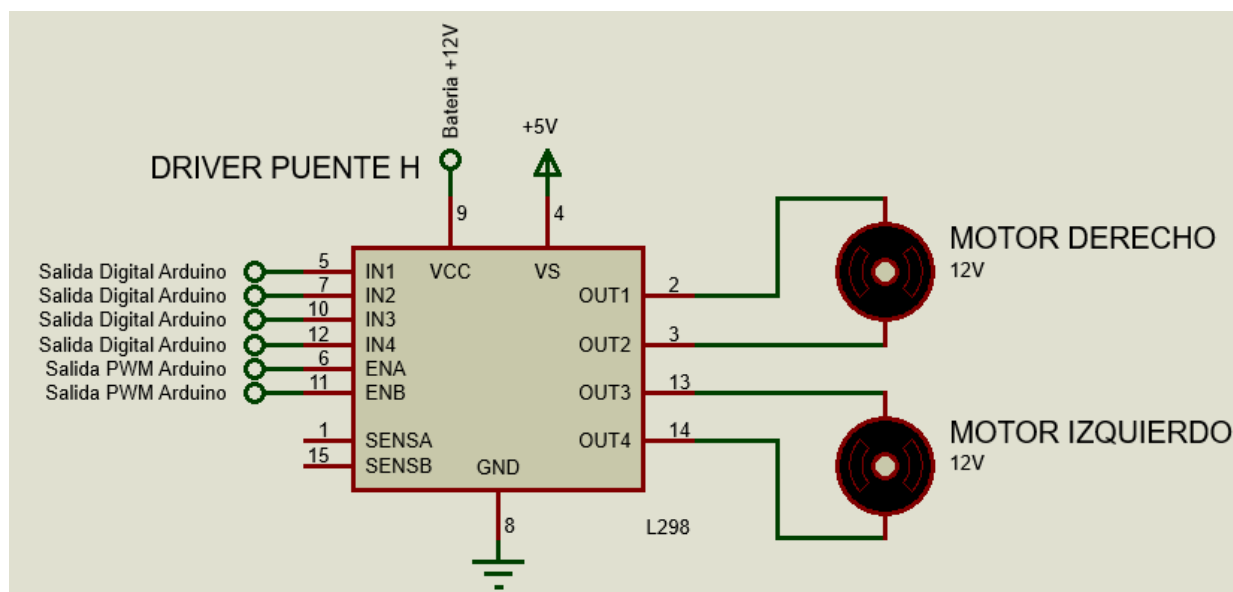 Bateria +12V
+5V
DRIVER PUENTE H
9
4
Salida Digital Arduino
5
IN1
VCC
VS
Salida Digital Arduino
7
IN2
OUT1
2
Salida Digital Arduino
10
IN3
Salida Digital Arduino
12
IN4
OUT2
3
Salida PWM Arduino
6
ENA
Salida PWM Arduino
11
ENB
OUT3
13
1
SENSA
OUT4
14
15
SENSB
GND
8
L298
MOTOR DERECHO
12V
MOTOR IZQUIERDO
12V